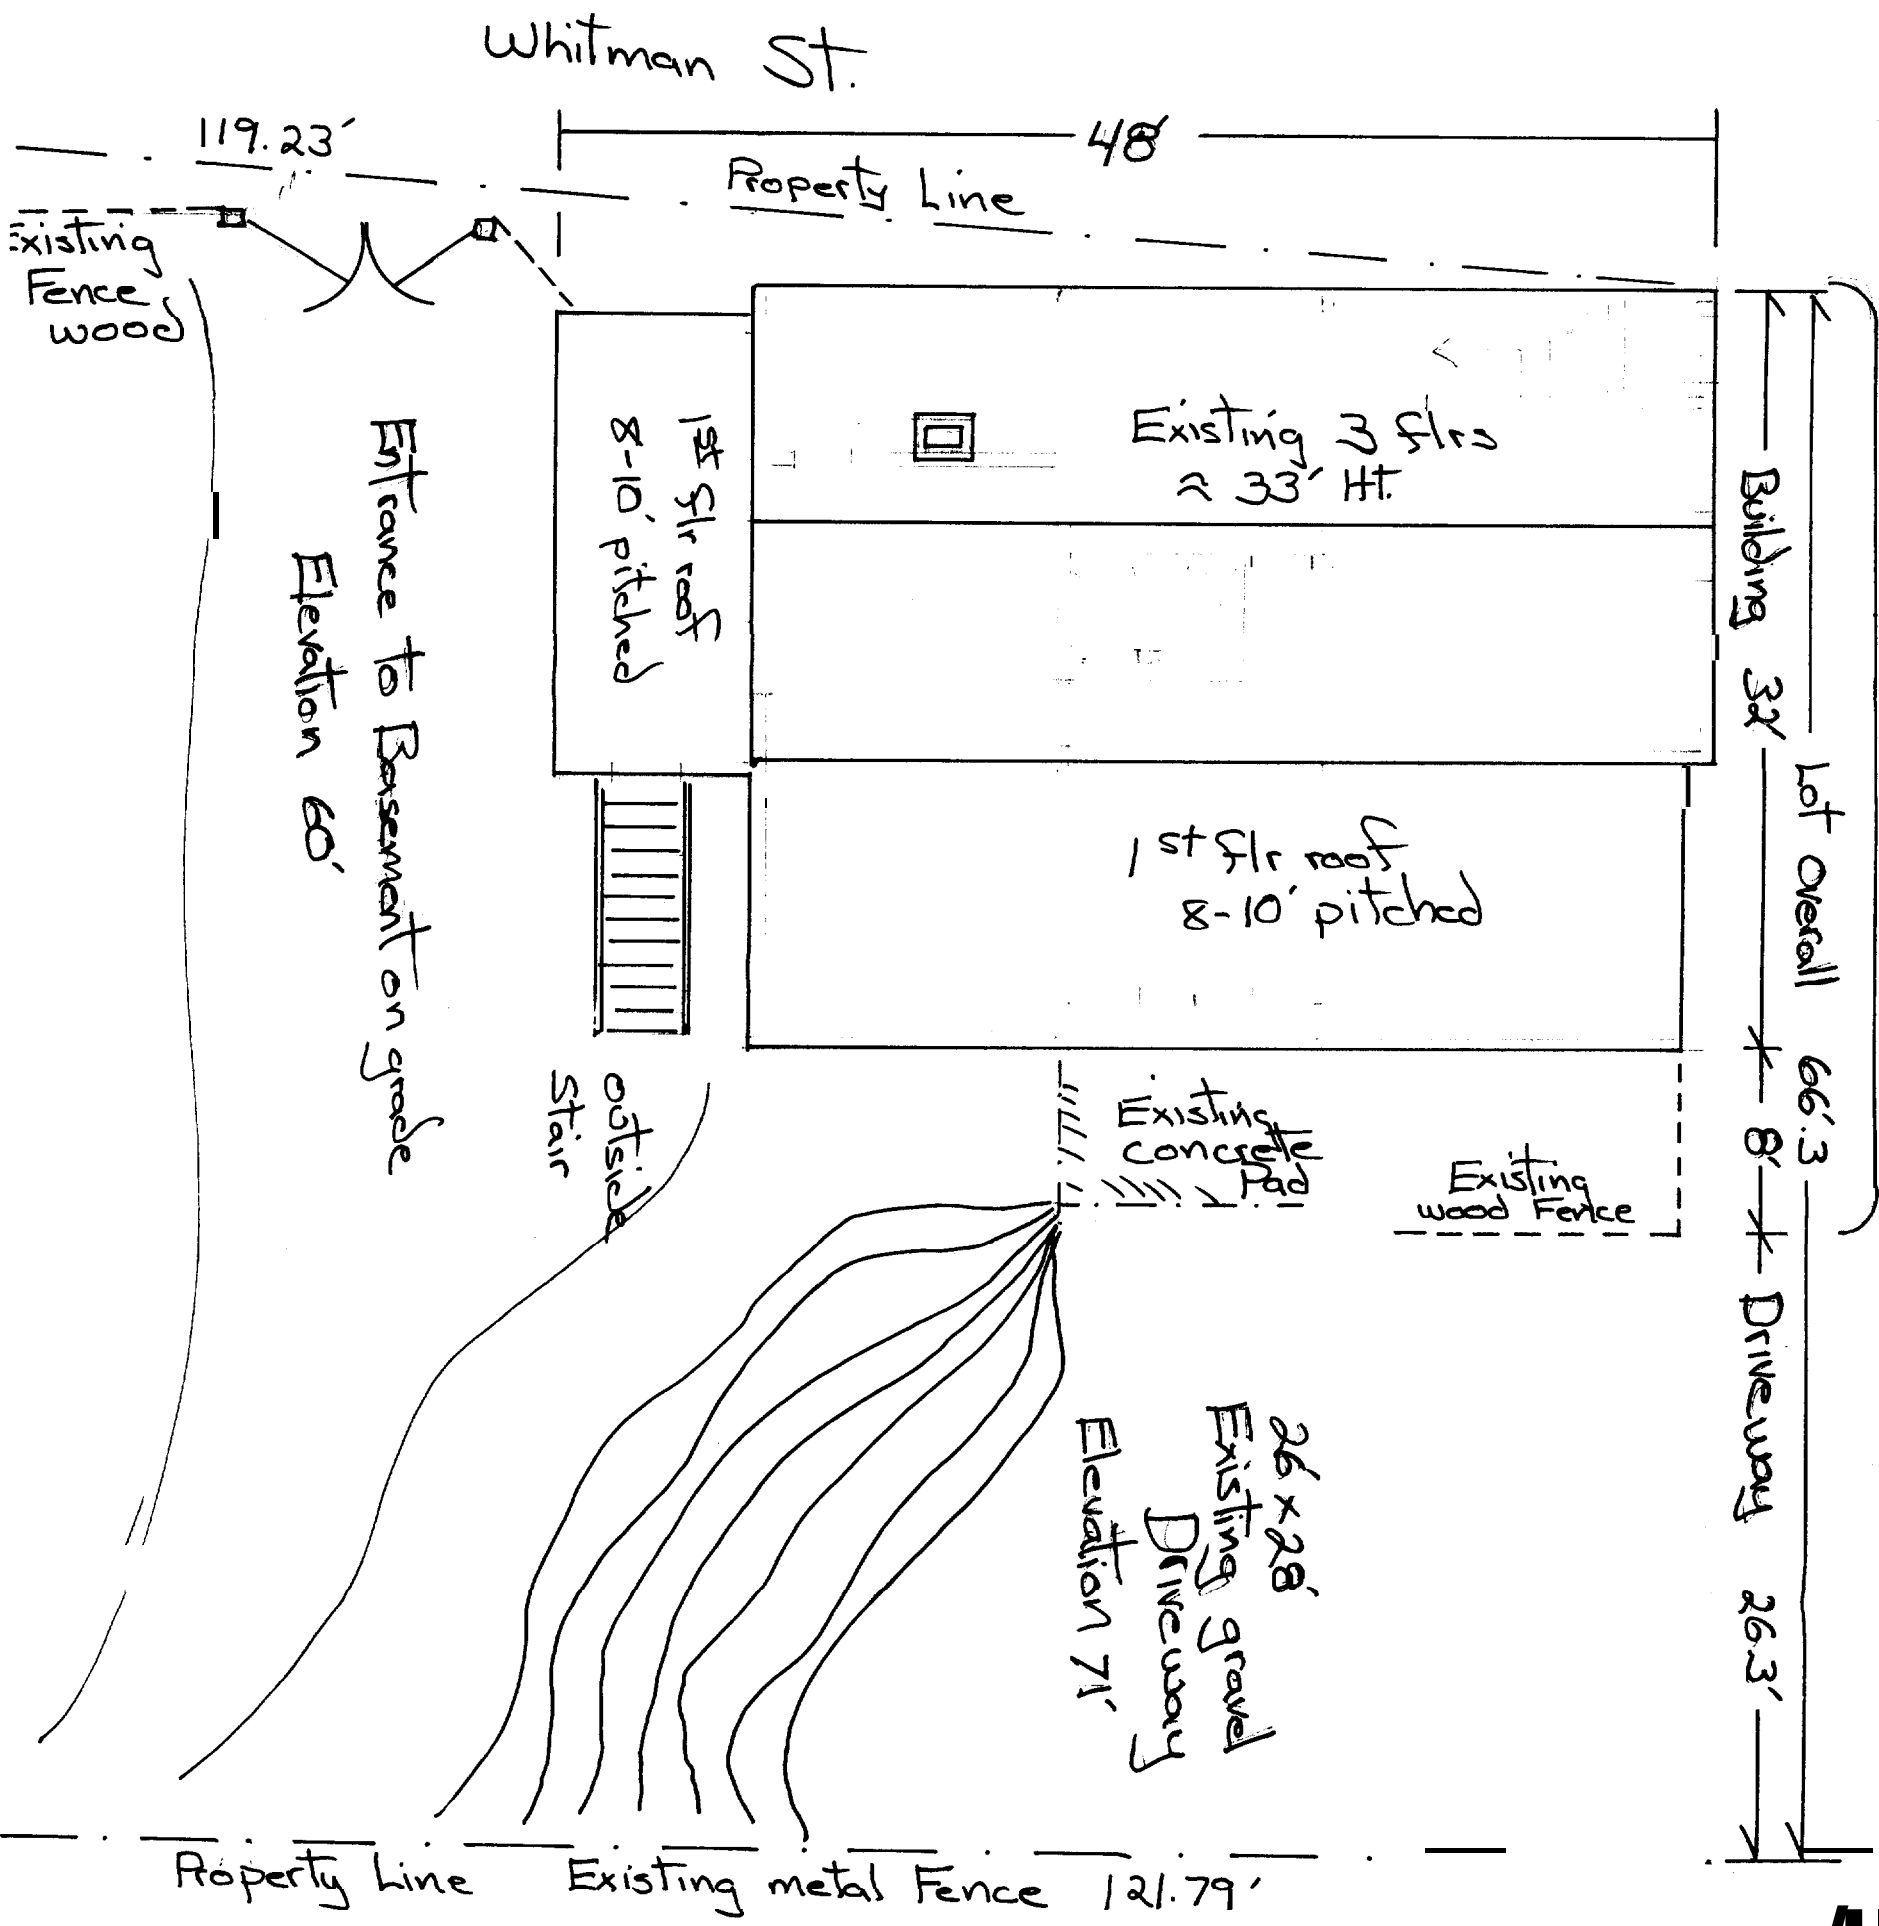 Whitman St.
119.23'
48'
Property Line
Existing
Fence
wood
1st flr roof
8-10' pitched
Existing 3 flrs
≈ 33' Ht.
Entrance to Basement on grade
Elevation 60'
Building 32'
Lot overall 66'.3
1st flr roof
8-10' pitched
outside
Stair
Existing
concrete
Pad
Existing
wood Fence
8'
Driveway 26.3'
26' x 28'
Existing gravel
Driveway
Elevation 71'
Property Line Existing metal Fence 121.79'